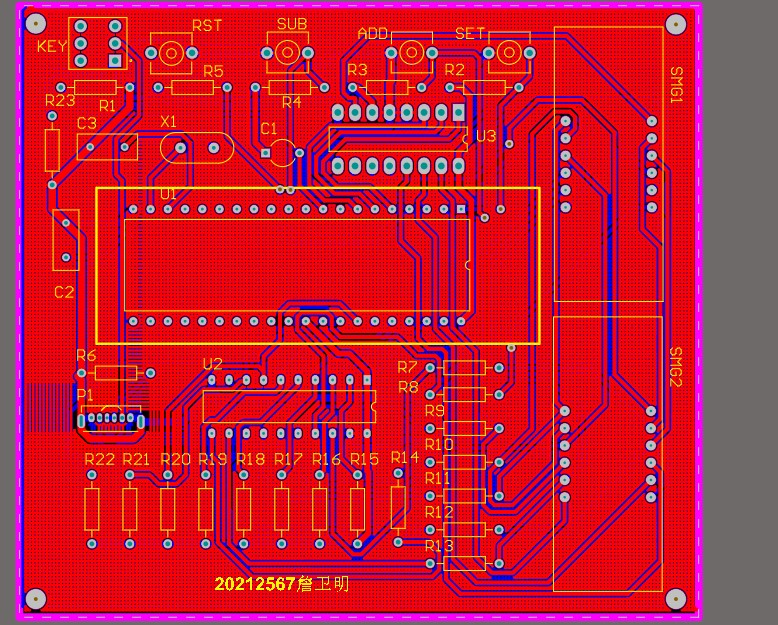 KEY
RST
SUB
ADD
SET
R23
R1
R5
R4
R3
R2
SMG1
C3
X1
C1
U3
U1
C2
R6
P1
U2
R7
R8
R9
R10
R11
R12
R13
SMG2
R22 R21 R20 R19 R18 R17 R16 R15 R14
20212567詹卫明